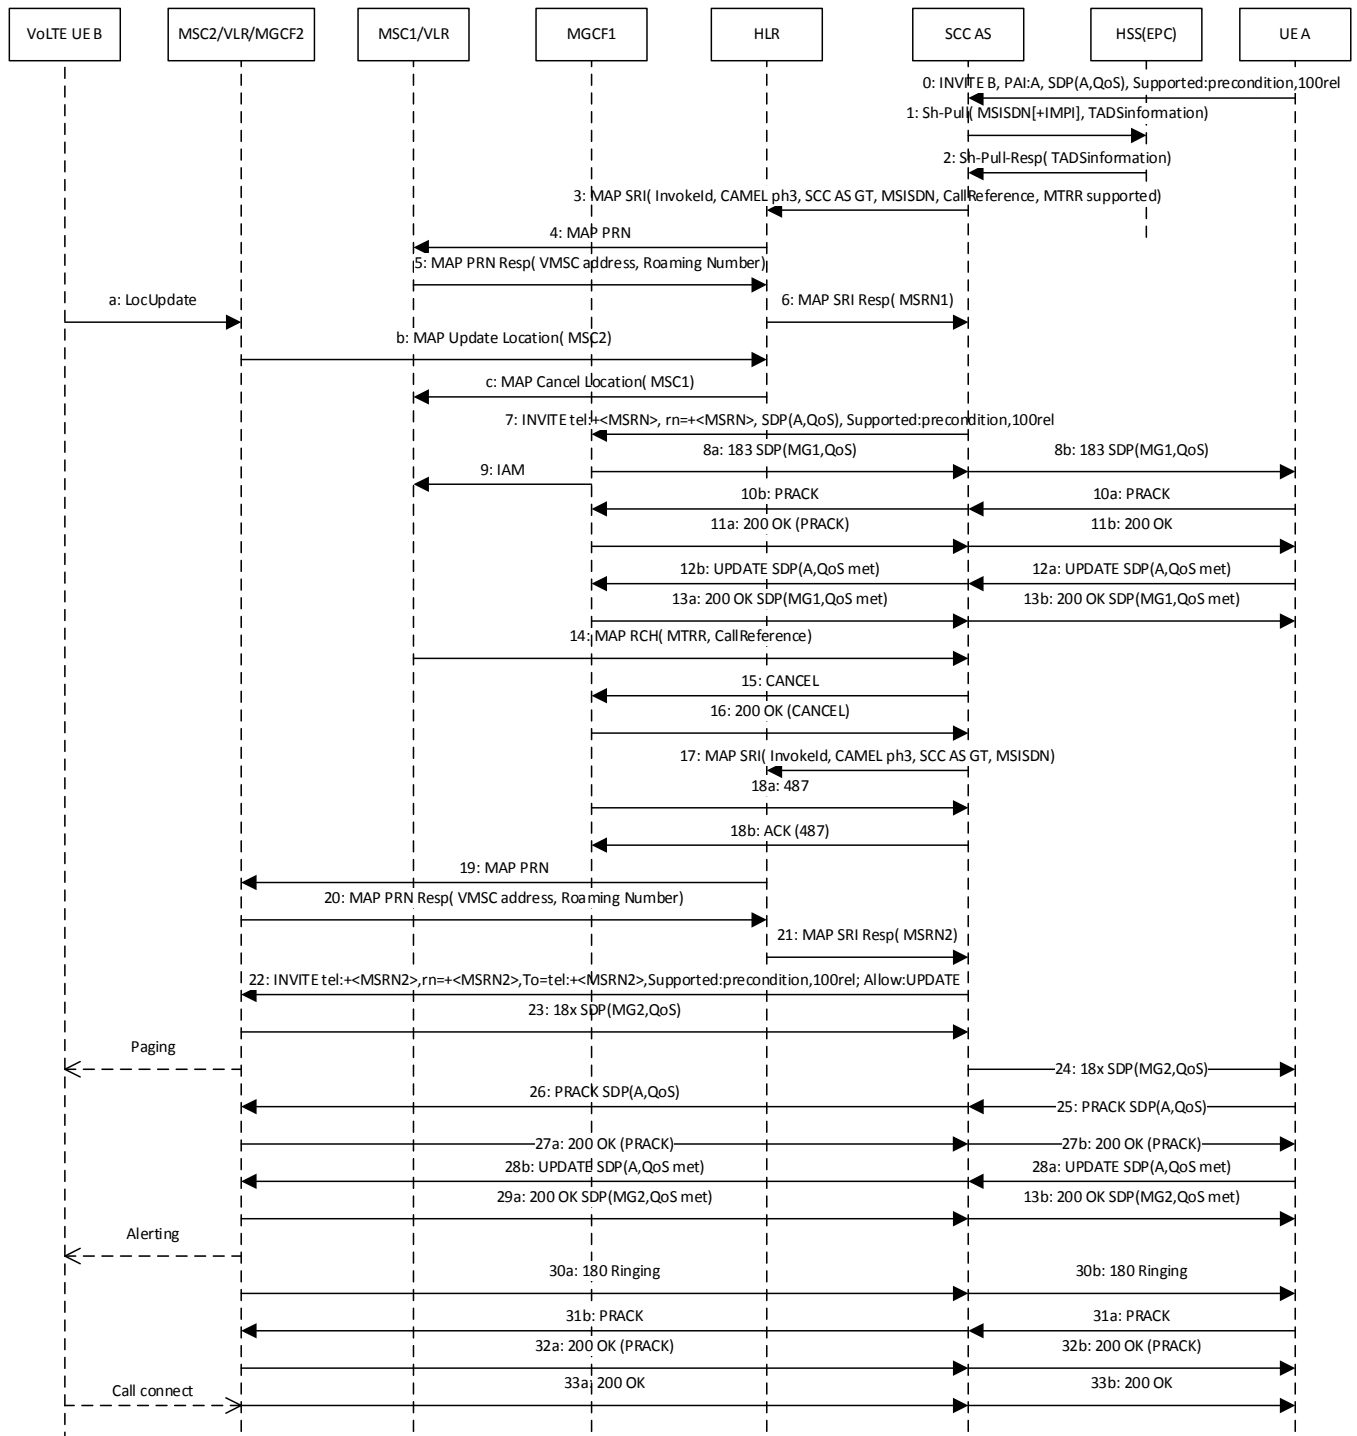 VoLTE UE B
MSC2/VLR/MGCF2
MSC1/VLR
MGCF1
HLR
SCC AS
HSS(EPC)
UE A
0: INVITE B, PAI:A, SDP(A,QoS), Supported:precondition,100rel
1: Sh-Pull( MSISDN[+IMPI], TADSinformation)
2: Sh-Pull-Resp( TADSinformation)
3: MAP SRI( InvokeId, CAMEL ph3, SCC AS GT, MSISDN, CallReference, MTRR supported)
4: MAP PRN
5: MAP PRN Resp( VMSC address, Roaming Number)
a: LocUpdate
6: MAP SRI Resp( MSRN1)
b: MAP Update Location( MSC2)
c: MAP Cancel Location( MSC1)
7: INVITE tel:+<MSRN>, rn=+<MSRN>, SDP(A,QoS), Supported:precondition,100rel
8a: 183 SDP(MG1,QoS)
8b: 183 SDP(MG1,QoS)
9: IAM
10b: PRACK
10a: PRACK
11a: 200 OK (PRACK)
11b: 200 OK
12b: UPDATE SDP(A,QoS met)
12a: UPDATE SDP(A,QoS met)
13a: 200 OK SDP(MG1,QoS met)
13b: 200 OK SDP(MG1,QoS met)
14: MAP RCH( MTRR, CallReference)
15: CANCEL
16: 200 OK (CANCEL)
17: MAP SRI( InvokeId, CAMEL ph3, SCC AS GT, MSISDN)
18a: 487
18b: ACK (487)
19: MAP PRN
20: MAP PRN Resp( VMSC address, Roaming Number)
21: MAP SRI Resp( MSRN2)
22: INVITE tel:+<MSRN2>,rn=+<MSRN2>,To=tel:+<MSRN2>,Supported:precondition,100rel; Allow:UPDATE
23: 18x SDP(MG2,QoS)
Paging
24: 18x SDP(MG2,QoS)
26: PRACK SDP(A,QoS)
25: PRACK SDP(A,QoS)
27a: 200 OK (PRACK)
27b: 200 OK (PRACK)
28b: UPDATE SDP(A,QoS met)
28a: UPDATE SDP(A,QoS met)
29a: 200 OK SDP(MG2,QoS met)
13b: 200 OK SDP(MG2,QoS met)
Alerting
30a: 180 Ringing
30b: 180 Ringing
31b: PRACK
31a: PRACK
32a: 200 OK (PRACK)
32b: 200 OK (PRACK)
Call connect
33a: 200 OK
33b: 200 OK